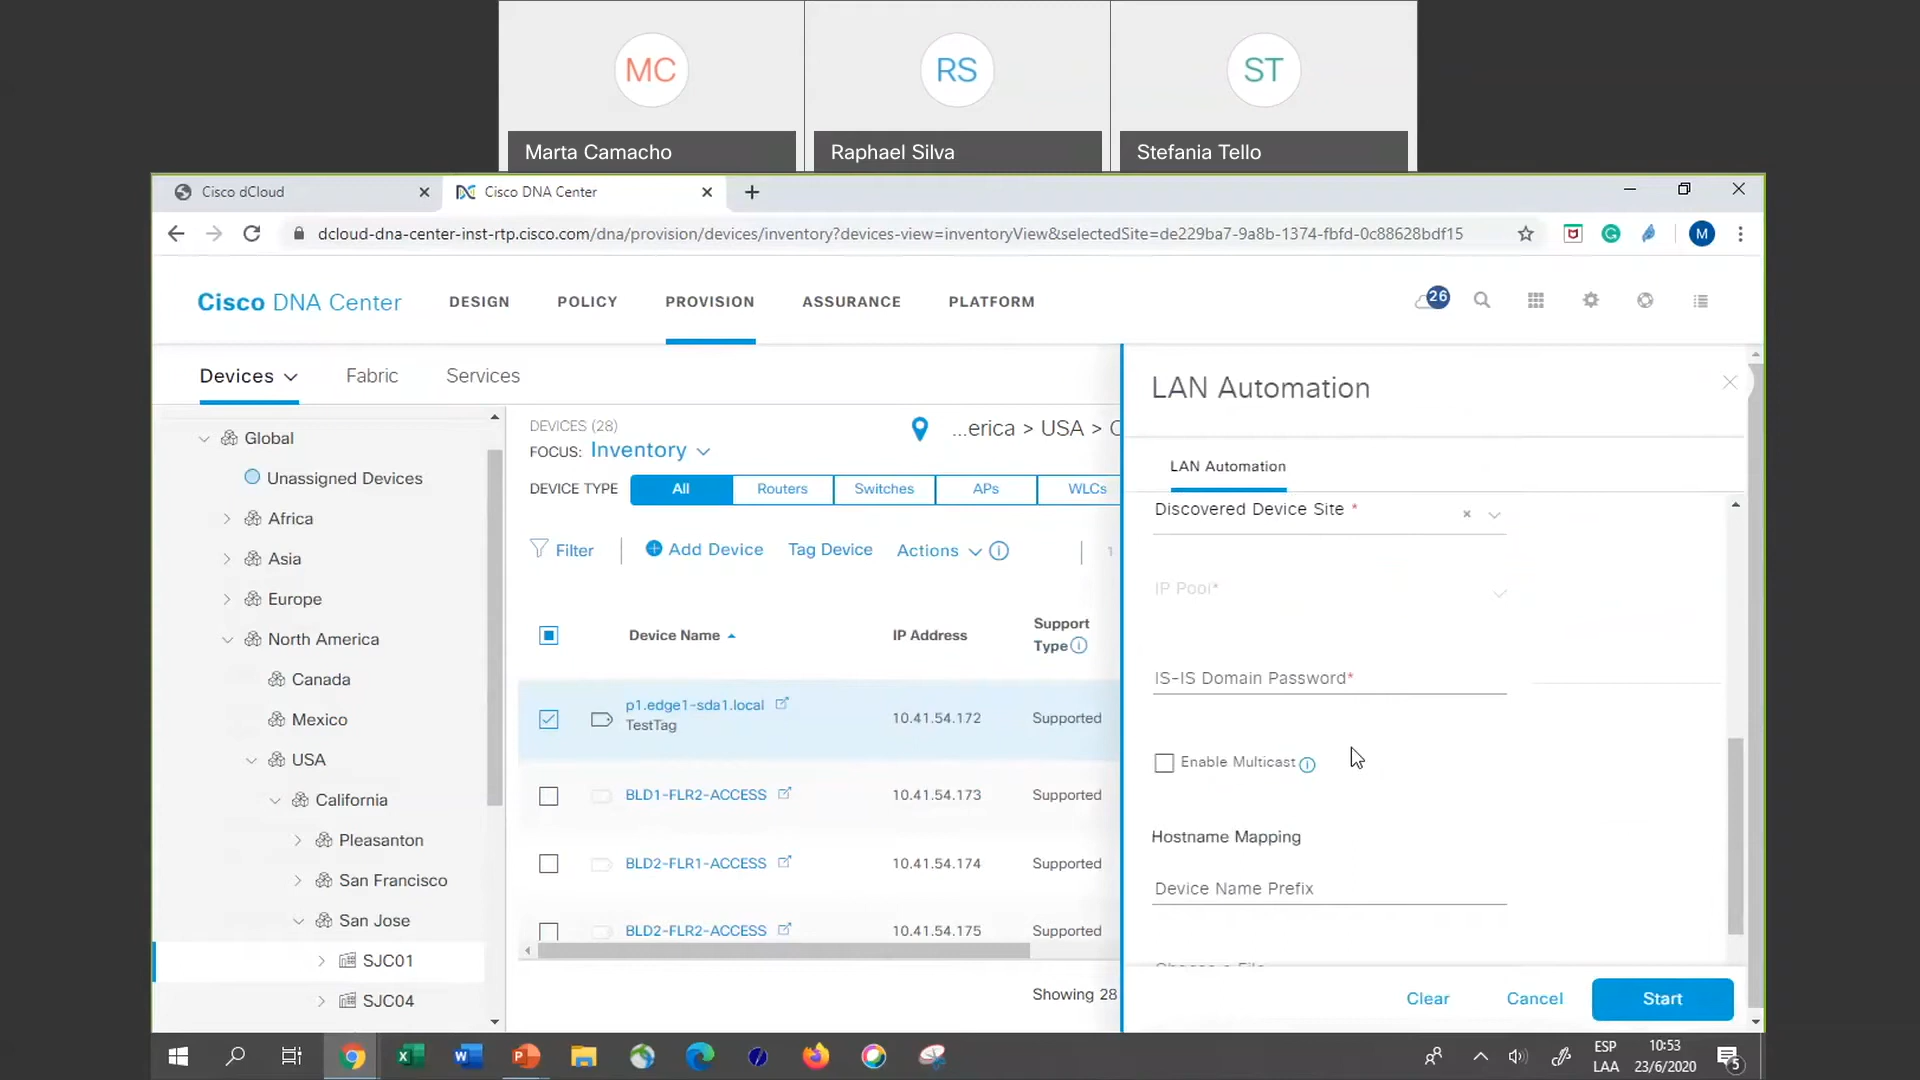 MC
RS
ST
Marta Camacho
Raphael Silva
Stefania Tello
Cisco dCloud
Cisco DNA Center
dcloud-dna-center-inst-rtp.cisco.com/dna/provision/devices/inventory?devices-view=inventoryView&selectedSite=de229ba7-9a8b-1374-fbfd-0c88628bdf15
M
Cisco DNA Center
DESIGN
POLICY
PROVISION
ASSURANCE
PLATFORM
26
Devices
Fabric
Services
Global
Unassigned Devices
Africa
Asia
Europe
North America
Canada
Mexico
USA
California
Pleasanton
San Francisco
San Jose
SJC01
SJC04
DEVICES (28)
FOCUS: Inventory
...erica > USA > C
DEVICE TYPE
All
Routers
Switches
APs
WLCs
Filter
Add Device
Tag Device
Actions
Device Name
IP Address
Support
Type
p1.edge1-sda1.local
TestTag
10.41.54.172
Supported
BLD1-FLR2-ACCESS
10.41.54.173
Supported
BLD2-FLR1-ACCESS
10.41.54.174
Supported
BLD2-FLR2-ACCESS
10.41.54.175
Supported
Showing 28
LAN Automation
LAN Automation
Discovered Device Site *
IP Pool*
IS-IS Domain Password*
Enable Multicast
Hostname Mapping
Device Name Prefix
Clear
Cancel
Start
ESP
LAA
10:53
23/6/2020
5